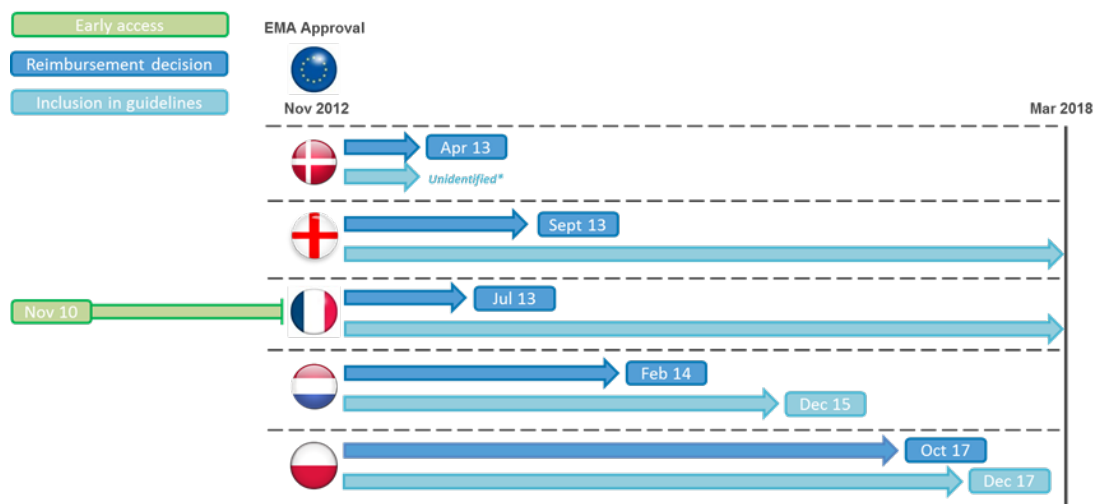 Early access
EMA Approval
Reimbursement decision
Inclusion in guidelines
Nov 2012
Mar 2018
Apr 13
Unidentified*
Sept 13
Nov 10
Jul 13
Feb 14
Dec 15
Oct 17
Dec 17